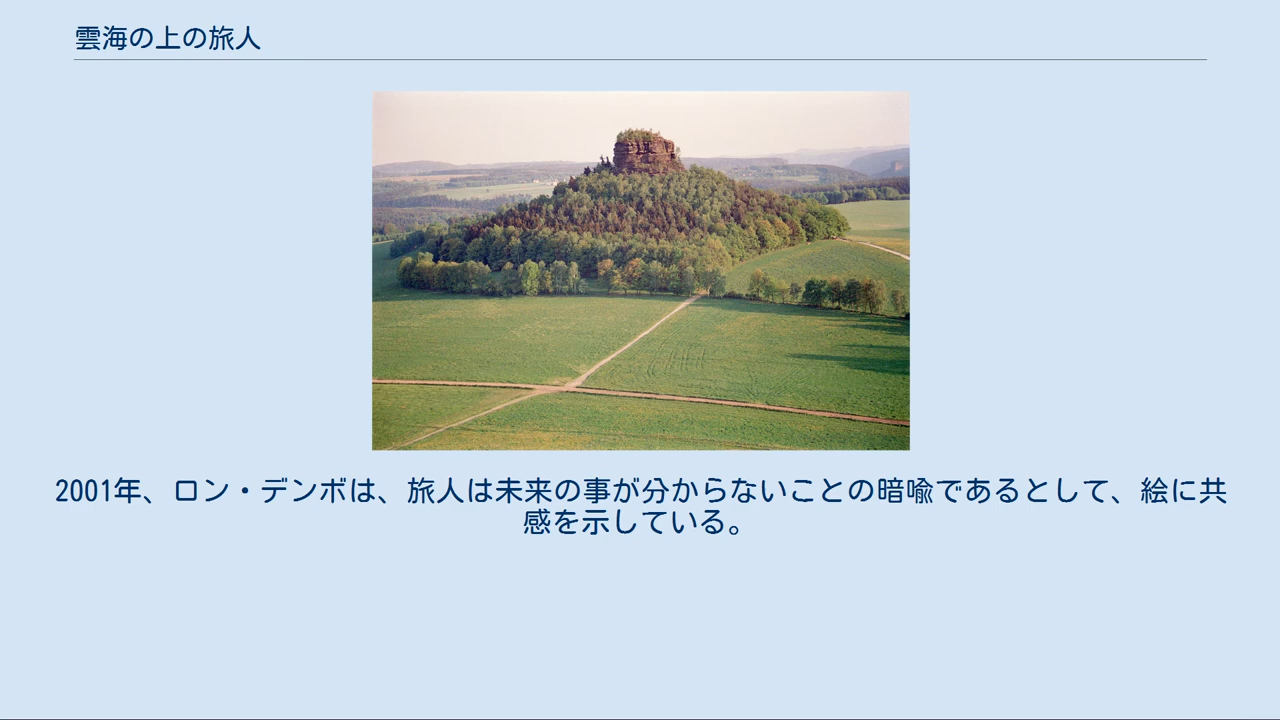 雲海の上の旅人
2001年、ロン・デンボは、旅人は未来の事が分からないことの暗喩であるとして、絵に共
感を示している。